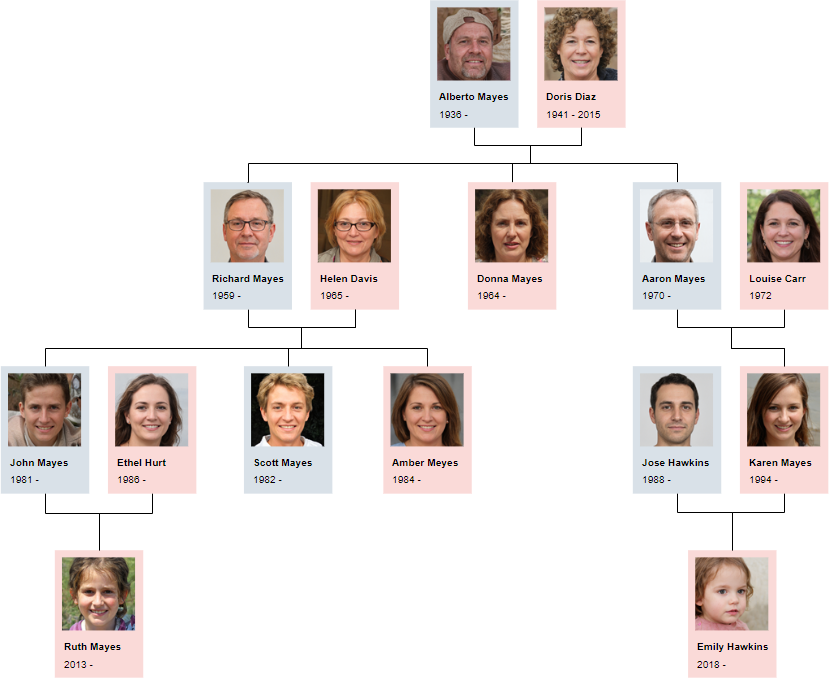 Alberto Mayes
1936 -
Doris Diaz
1941 - 2015
Richard Mayes
1959 -
Helen Davis
1965 -
Donna Mayes
1964 -
Aaron Mayes
1970 -
Louise Carr
1972
John Mayes
1981 -
Ethel Hurt
1986 -
Scott Mayes
1982 -
Amber Meyes
1984 -
Jose Hawkins
1988 -
Karen Mayes
1994 -
Ruth Mayes
2013 -
Emily Hawkins
2018 -